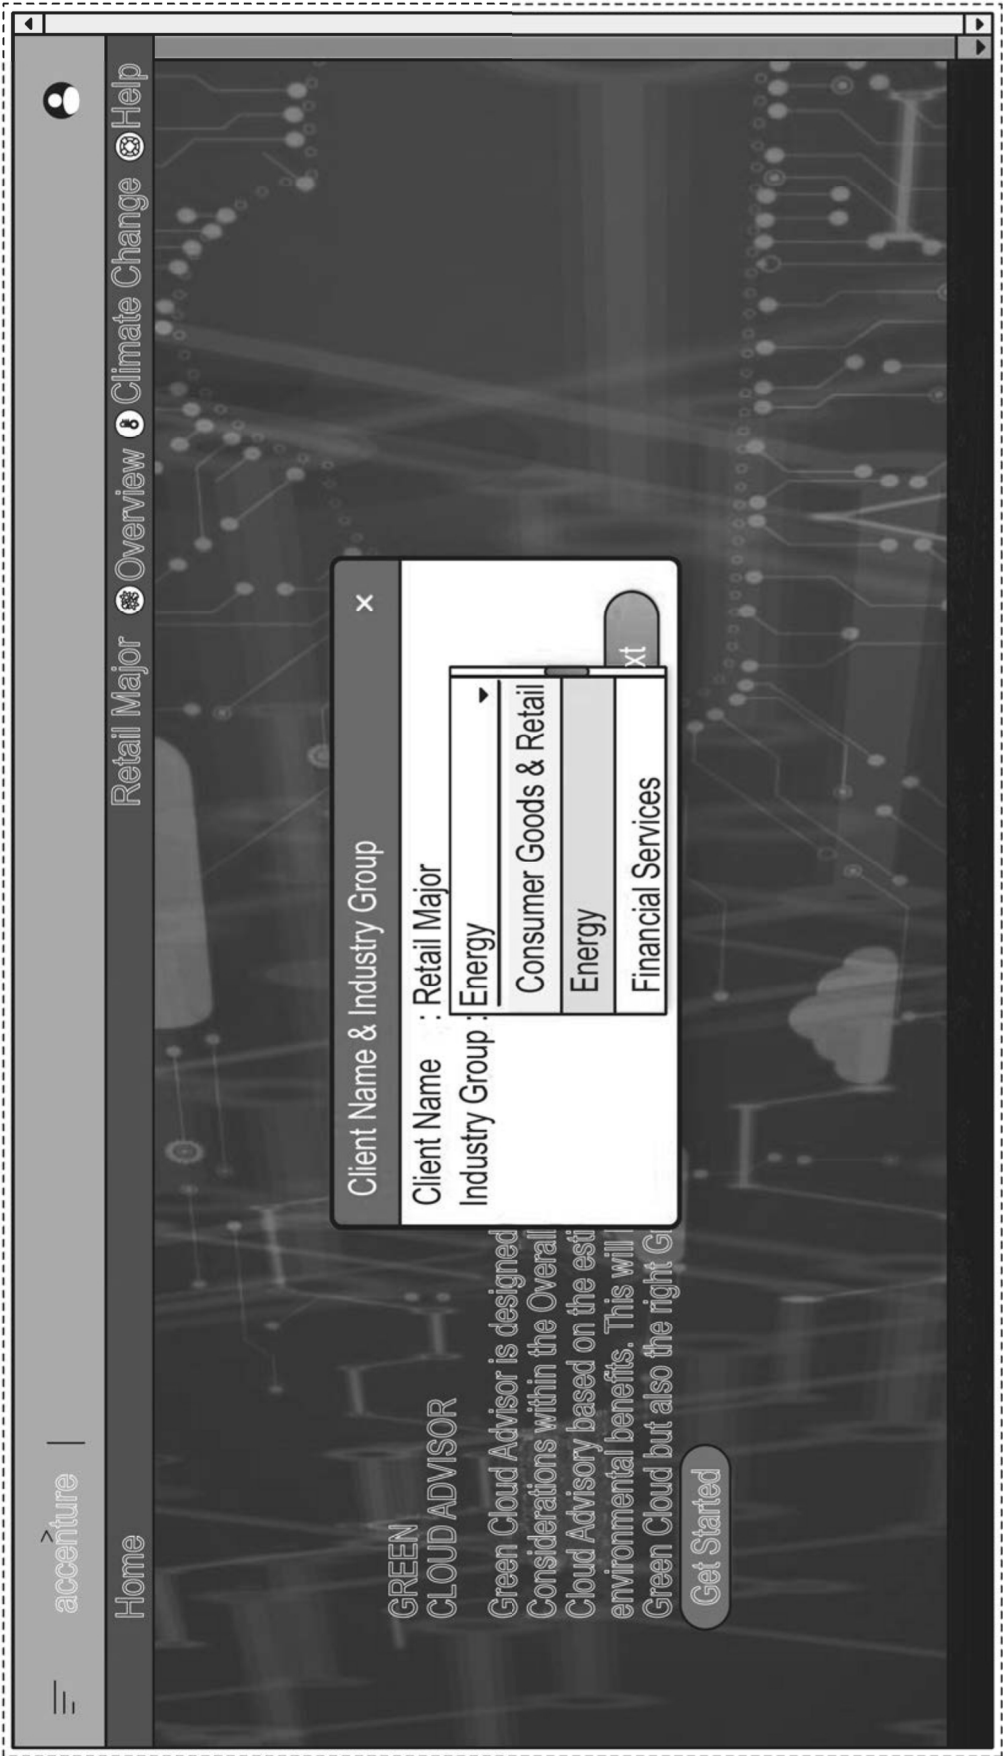 accenture
Home
Retail Major
Overview
Climate Change
Help
GREEN
CLOUD ADVISOR
Green Cloud Advisor is designed
Considerations within the Overall
Cloud Advisory based on the esti
environmental benefits. This will
Green Cloud but also the right G
Get Started
Client Name & Industry Group
×
Client Name : Retail Major
Industry Group : Energy
Consumer Goods & Retail
Energy
Financial Services
xt